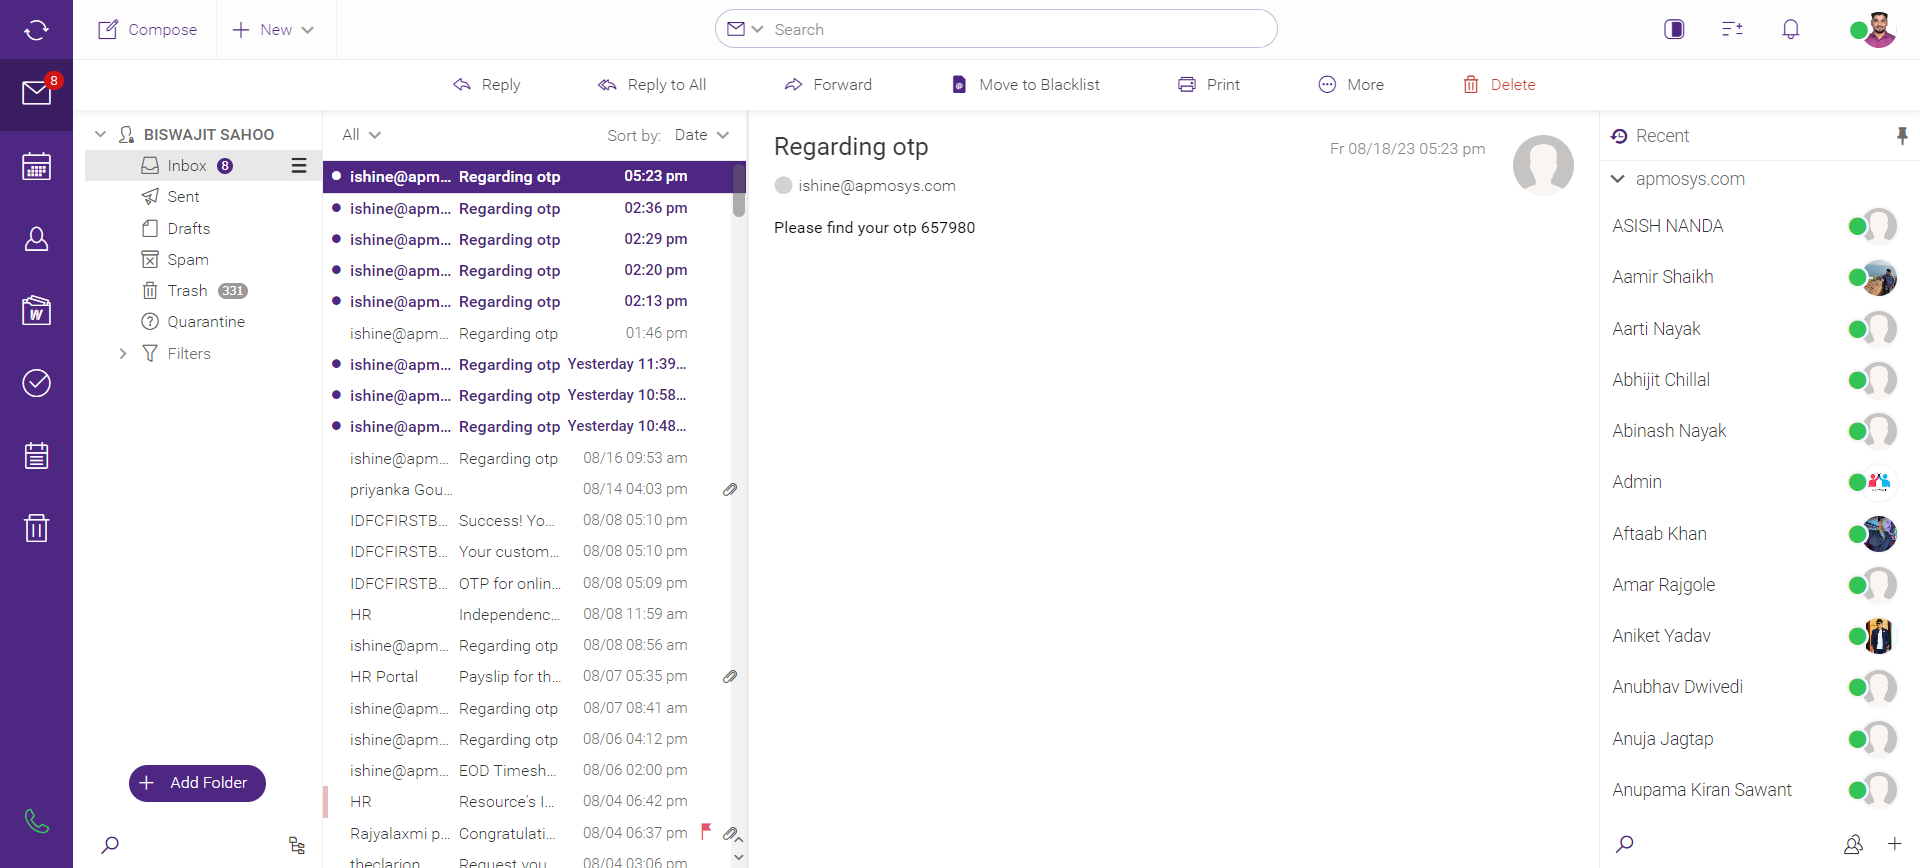 Compose
New
Search
8
Reply
Reply to All
Forward
Move to Blacklist
Print
More
Delete
BISWAJIT SAHOO
Inbox 8
Sent
Drafts
Spam
Trash 331
Quarantine
Filters
Add Folder
All
Sort by: Date
ishine@apm... Regarding otp 05:23 pm
ishine@apm... Regarding otp 02:36 pm
ishine@apm... Regarding otp 02:29 pm
ishine@apm... Regarding otp 02:20 pm
ishine@apm... Regarding otp 02:13 pm
ishine@apm... Regarding otp 01:46 pm
ishine@apm... Regarding otp Yesterday 11:39...
ishine@apm... Regarding otp Yesterday 10:58...
ishine@apm... Regarding otp Yesterday 10:48...
ishine@apm... Regarding otp 08/16 09:53 am
priyanka Gou... 08/14 04:03 pm
IDFCFIRSTB... Success! Yo... 08/08 05:10 pm
IDFCFIRSTB... Your custom... 08/08 05:10 pm
IDFCFIRSTB... OTP for onlin... 08/08 05:09 pm
HR Independenc... 08/08 11:59 am
ishine@apm... Regarding otp 08/08 08:56 am
HR Portal Payslip for th... 08/07 05:35 pm
ishine@apm... Regarding otp 08/07 08:41 am
ishine@apm... Regarding otp 08/06 04:12 pm
ishine@apm... EOD Timesh... 08/06 02:00 pm
HR Resource's I... 08/04 06:42 pm
Rajyalaxmi p... Congratulati... 08/04 06:37 pm
theclarion Request you 08/04 03:06 pm
Regarding otp
Fr 08/18/23 05:23 pm
ishine@apmosys.com
Please find your otp 657980
Recent
apmosys.com
ASISH NANDA
Aamir Shaikh
Aarti Nayak
Abhijit Chillal
Abinash Nayak
Admin
Aftaab Khan
Amar Rajgole
Aniket Yadav
Anubhav Dwivedi
Anuja Jagtap
Anupama Kiran Sawant